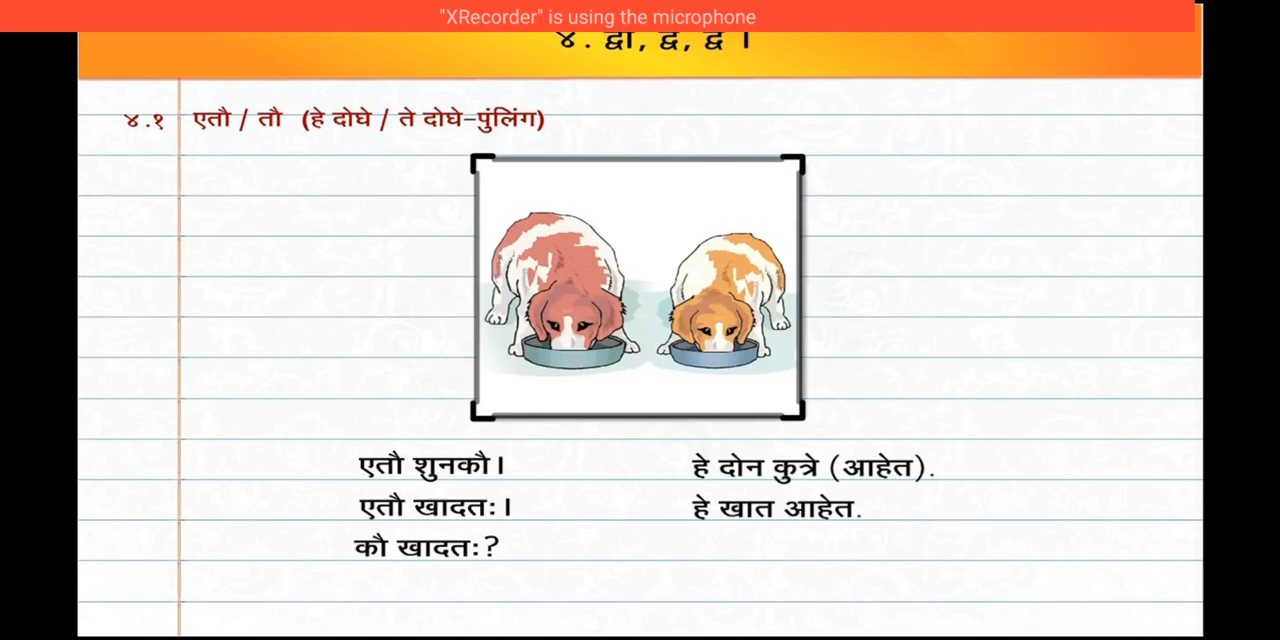 "XRecorder" is using the microphone
४. द्वौ, द्वे, द्वे ।
४.१ एतौ / तौ (हे दोघे / ते दोघे-पुंलिंग)
एतौ शुनकौ। हे दोन कुत्रे (आहेत).
एतौ खादतः। हे खात आहेत.
कौ खादतः?